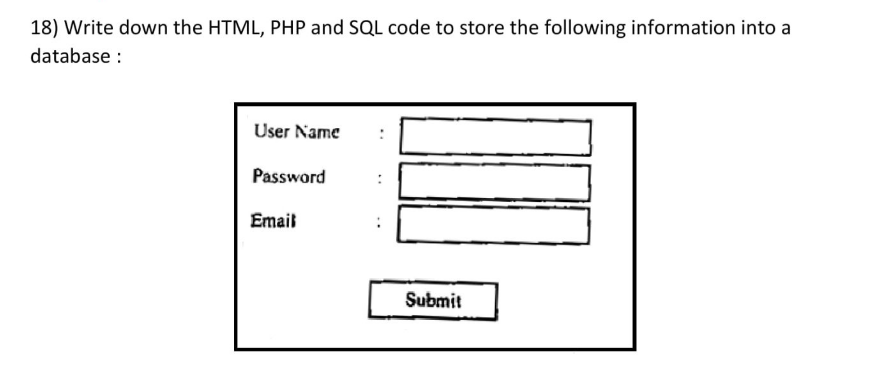 18) Write down the HTML, PHP and SQL code to store the following information into a
database :
User Name :
Password :
Email :
Submit